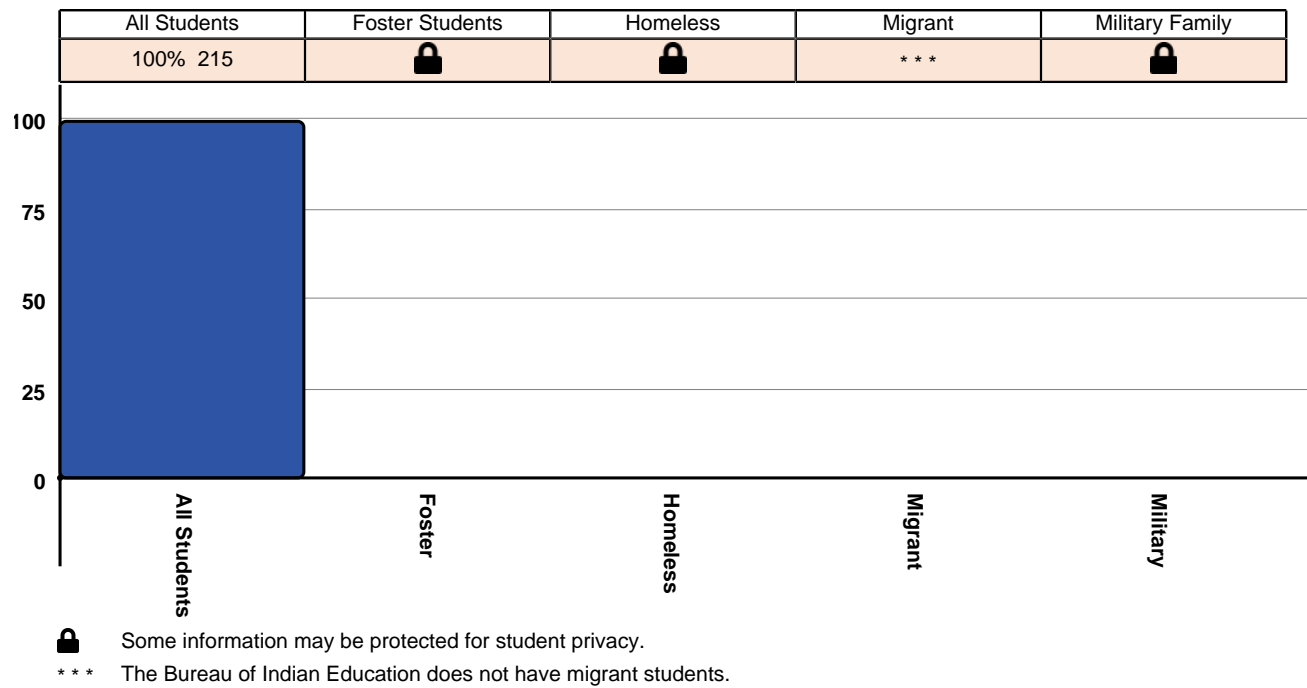 All Students Foster Students Homeless Migrant Military Family
100% 215 * * *
100
75
50
25
0
All Students
Foster
Homeless
Migrant
Military
Some information may be protected for student privacy.
* * * The Bureau of Indian Education does not have migrant students.